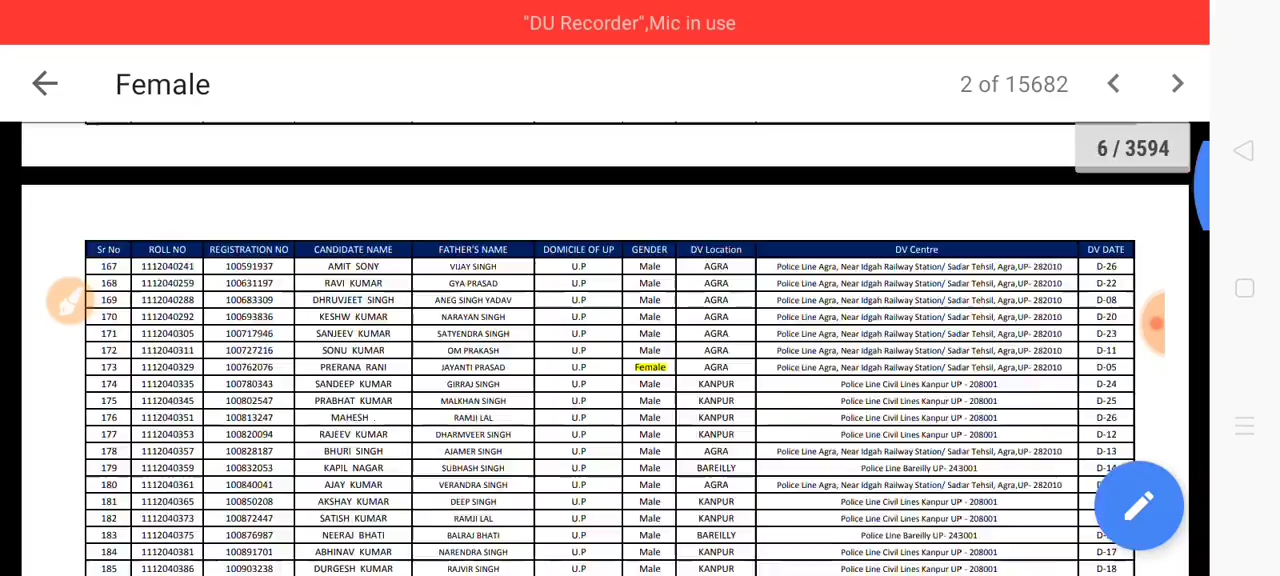 "DU Recorder",Mic in use
Female 2 of 15682
6 / 3594
Sr No ROLL NO REGISTRATION NO CANDIDATE NAME FATHER'S NAME DOMICILE OF UP GENDER DV Location DV Centre DV DATE
167 1112040241 100591937 AMIT SONY VIJAY SINGH U.P Male AGRA Police Line Agra, Near Idgah Railway Station/ Sadar Tehsil, Agra,UP- 282010 D-26
168 1112040259 100631197 RAVI KUMAR GYA PRASAD U.P Male AGRA Police Line Agra, Near Idgah Railway Station/ Sadar Tehsil, Agra,UP- 282010 D-22
169 1112040288 100683309 DHRUVJEET SINGH ANEG SINGH YADAV U.P Male AGRA Police Line Agra, Near Idgah Railway Station/ Sadar Tehsil, Agra,UP- 282010 D-08
170 1112040292 100693836 KESHW KUMAR NARAYAN SINGH U.P Male AGRA Police Line Agra, Near Idgah Railway Station/ Sadar Tehsil, Agra,UP- 282010 D-20
171 1112040305 100717946 SANJEEV KUMAR SATYENDRA SINGH U.P Male AGRA Police Line Agra, Near Idgah Railway Station/ Sadar Tehsil, Agra,UP- 282010 D-23
172 1112040311 100727216 SONU KUMAR OM PRAKASH U.P Male AGRA Police Line Agra, Near Idgah Railway Station/ Sadar Tehsil, Agra,UP- 282010 D-11
173 1112040329 100762076 PRERANA RANI JAYANTI PRASAD U.P Female AGRA Police Line Agra, Near Idgah Railway Station/ Sadar Tehsil, Agra,UP- 282010 D-05
174 1112040335 100780343 SANDEEP KUMAR GIRRAJ SINGH U.P Male KANPUR Police Line Civil Lines Kanpur UP - 208001 D-24
175 1112040345 100802547 PRABHAT KUMAR MALKHAN SINGH U.P Male KANPUR Police Line Civil Lines Kanpur UP - 208001 D-25
176 1112040351 100813247 MAHESH . RAMJI LAL U.P Male KANPUR Police Line Civil Lines Kanpur UP - 208001 D-26
177 1112040353 100820094 RAJEEV KUMAR DHARMVEER SINGH U.P Male KANPUR Police Line Civil Lines Kanpur UP - 208001 D-12
178 1112040357 100828187 BHURI SINGH AJAMER SINGH U.P Male AGRA Police Line Agra, Near Idgah Railway Station/ Sadar Tehsil, Agra,UP- 282010 D-13
179 1112040359 100832053 KAPIL NAGAR SUBHASH SINGH U.P Male BAREILLY Police Line Bareilly UP- 243001 D-14
180 1112040361 100840041 AJAY KUMAR VERANDRA SINGH U.P Male AGRA Police Line Agra, Near Idgah Railway Station/ Sadar Tehsil, Agra,UP- 282010
181 1112040365 100850208 AKSHAY KUMAR DEEP SINGH U.P Male KANPUR Police Line Civil Lines Kanpur UP - 208001
182 1112040373 100872447 SATISH KUMAR RAMJI LAL U.P Male KANPUR Police Line Civil Lines Kanpur UP - 208001
183 1112040375 100876987 NEERAJ BHATI BALRAJ BHATI U.P Male BAREILLY Police Line Bareilly UP- 243001
184 1112040381 100891701 ABHINAV KUMAR NARENDRA SINGH U.P Male KANPUR Police Line Civil Lines Kanpur UP - 208001 D-17
185 1112040386 100903238 DURGESH KUMAR RAJVIR SINGH U.P Male KANPUR Police Line Civil Lines Kanpur UP - 208001 D-18